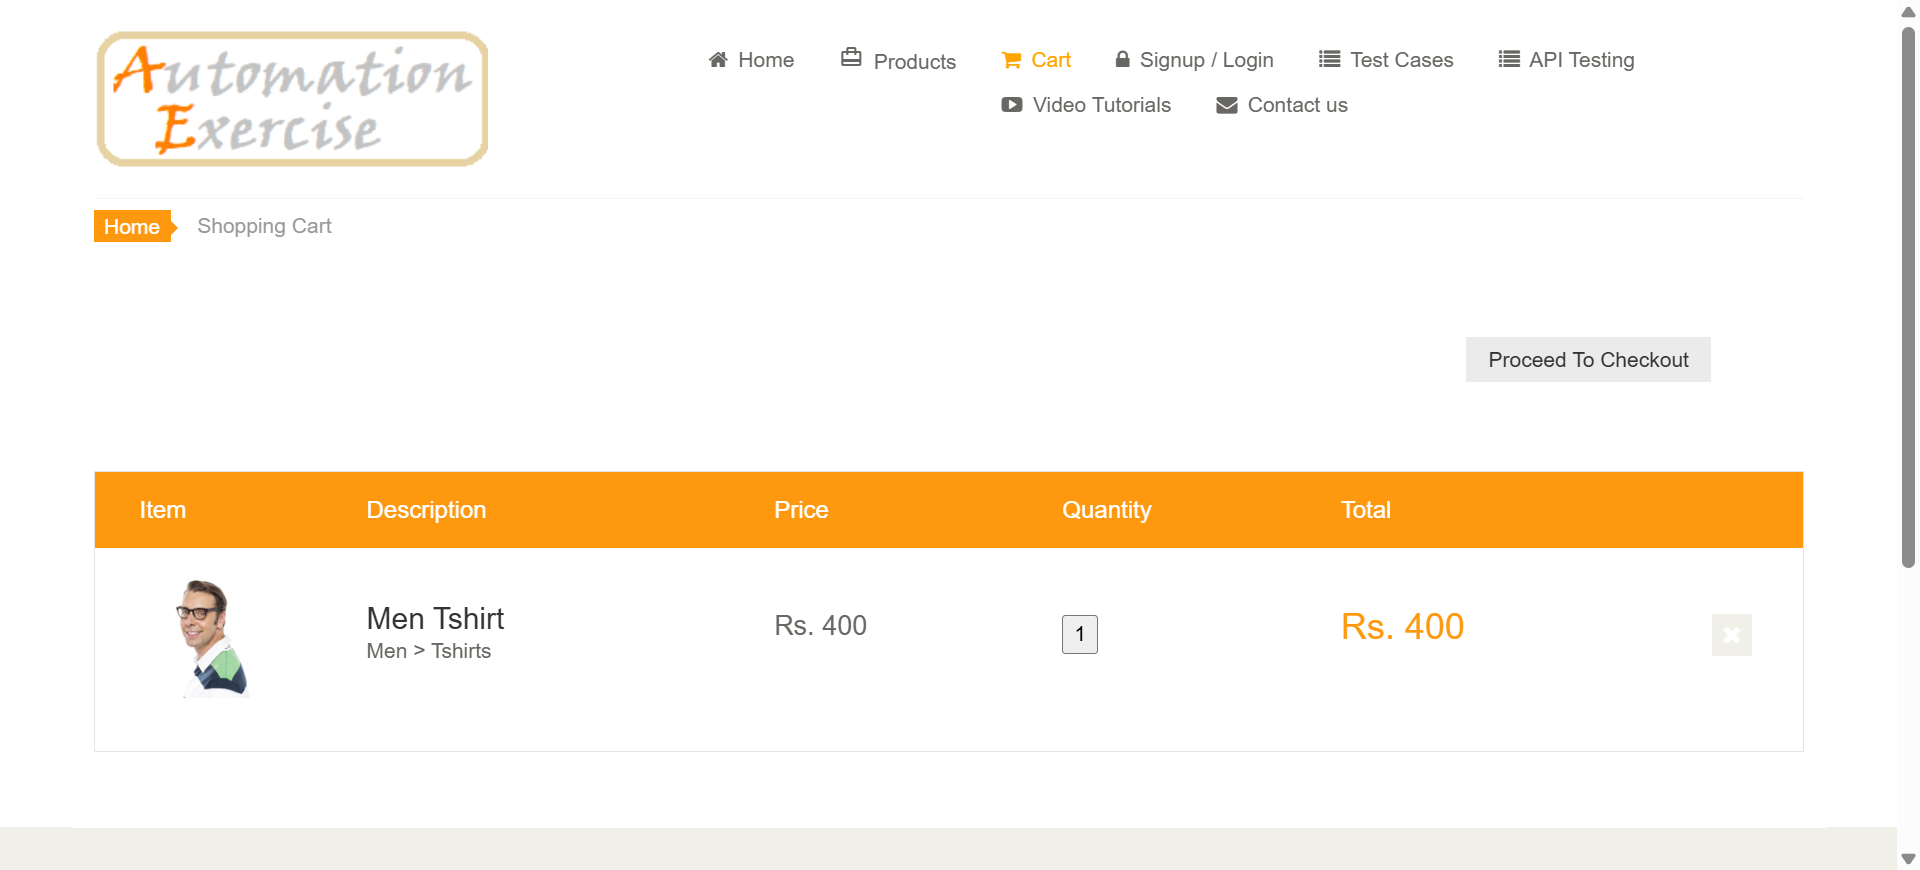 Automation
Exercise
Home Products Cart Signup / Login Test Cases API Testing
Video Tutorials Contact us
Home Shopping Cart
Proceed To Checkout
Item Description Price Quantity Total
Men Tshirt Rs. 400 1 Rs. 400
Men > Tshirts